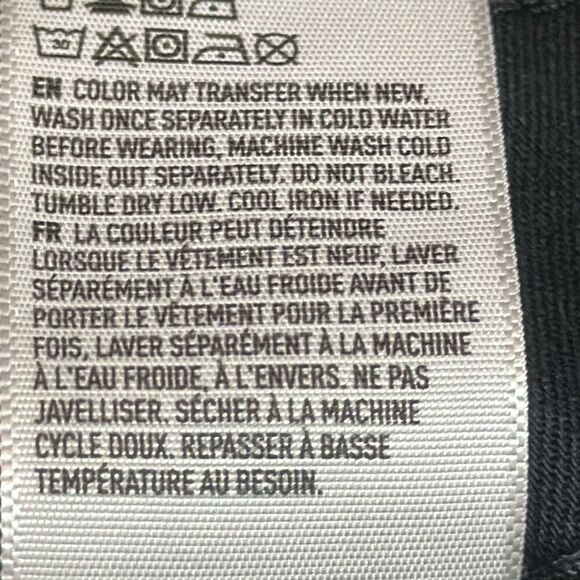 30
EN COLOR MAY TRANSFER WHEN NEW,
WASH ONCE SEPARATELY IN COLD WATER
BEFORE WEARING, MACHINE WASH COLD
INSIDE OUT SEPARATELY. DO NOT BLEACH.
TUMBLE DRY LOW. COOL IRON IF NEEDED.
FR LA COULEUR PEUT DÉTEINDRE
LORSQUE LE VÊTEMENT EST NEUF, LAVER
SÉPARÉMENT À L'EAU FROIDE AVANT DE
PORTER LE VÊTEMENT POUR LA PREMIÈRE
FOIS, LAVER SÉPARÉMENT À LA MACHINE
À L'EAU FROIDE, À L'ENVERS. NE PAS
JAVELLISER. SÉCHER À LA MACHINE
CYCLE DOUX. REPASSER À BASSE
TEMPÉRATURE AU BESOIN.